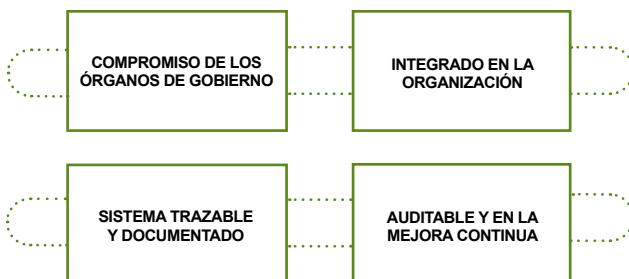 COMPROMISO DE LOS
ÓRGANOS DE GOBIERNO
INTEGRADO EN LA
ORGANIZACIÓN
SISTEMA TRAZABLE
Y DOCUMENTADO
AUDITABLE Y EN LA
MEJORA CONTINUA